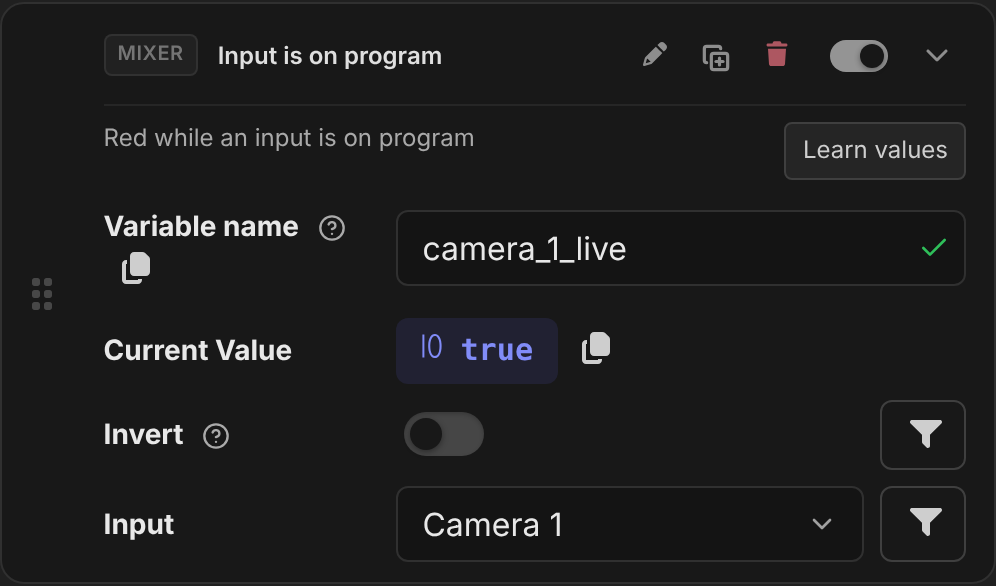 MIXER Input is on program
Red while an input is on program
Learn values
Variable name
camera_1_live
Current Value
true
Invert
Input
Camera 1